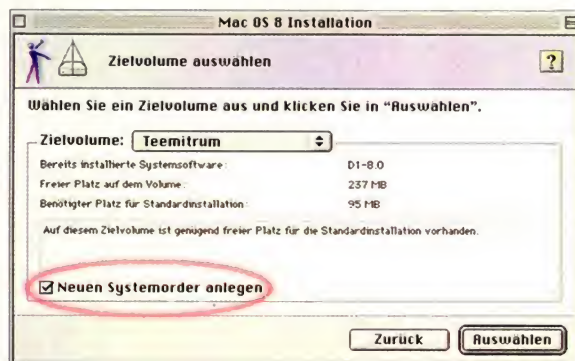 Mac OS 8 Installation
Zielvolume auswählen
?
Wählen Sie ein Zielvolume aus und klicken Sie in “Auswählen”.
Zielvolume: Teemitrum
Bereits installierte Systemsoftware: D1-8.0
Freier Platz auf dem Volume: 237 MB
Benötigter Platz für Standardinstallation: 95 MB
Auf diesem Zielvolume ist genügend freier Platz für die Standardinstallation vorhanden.
Neuen Systemorder anlegen
Zurück Auswählen